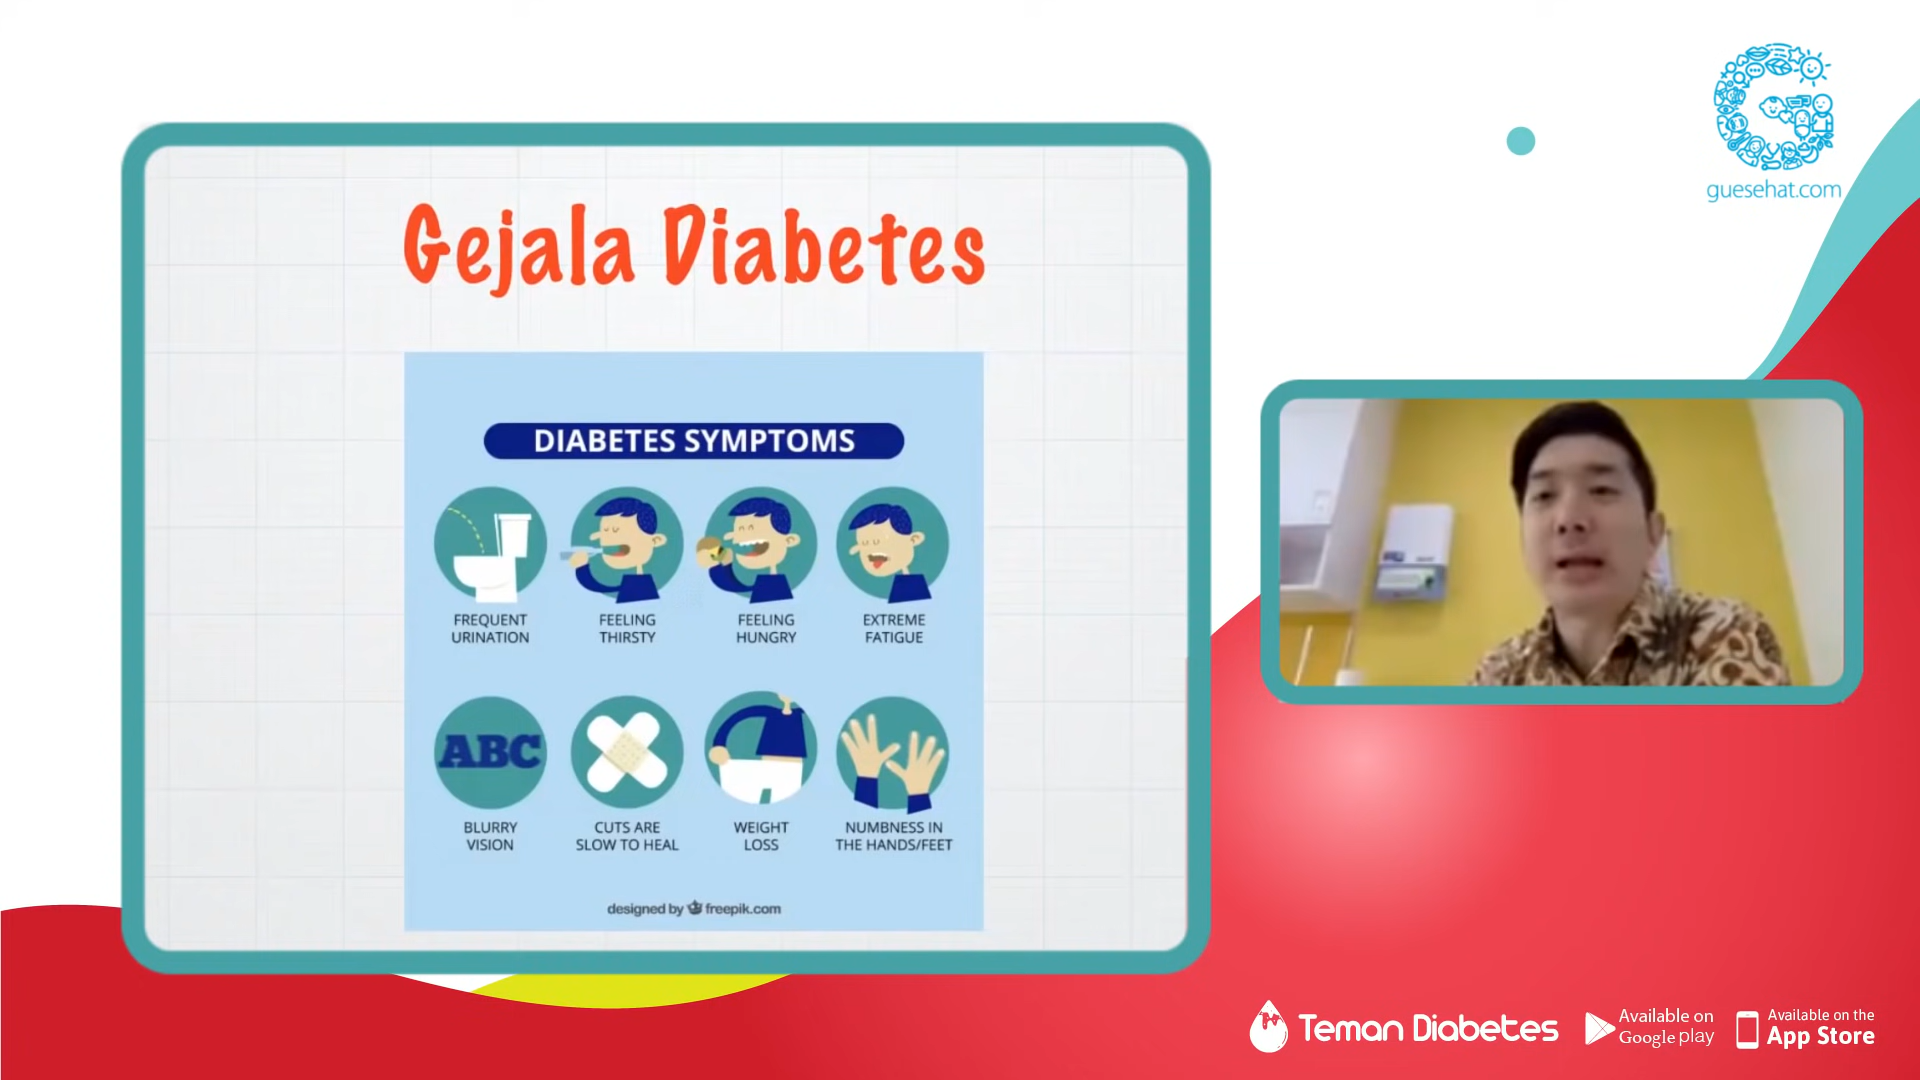 guesehat.com
Gejala Diabetes
DIABETES SYMPTOMS
FREQUENT
URINATION
FEELING
THIRSTY
FEELING
HUNGRY
EXTREME
FATIGUE
ABC
BLURRY
VISION
CUTS ARE
SLOW TO HEAL
WEIGHT
LOSS
NUMBNESS IN
THE HANDS/FEET
designed by freepik.com
Teman Diabetes
Available on
Google play
Available on the
App Store